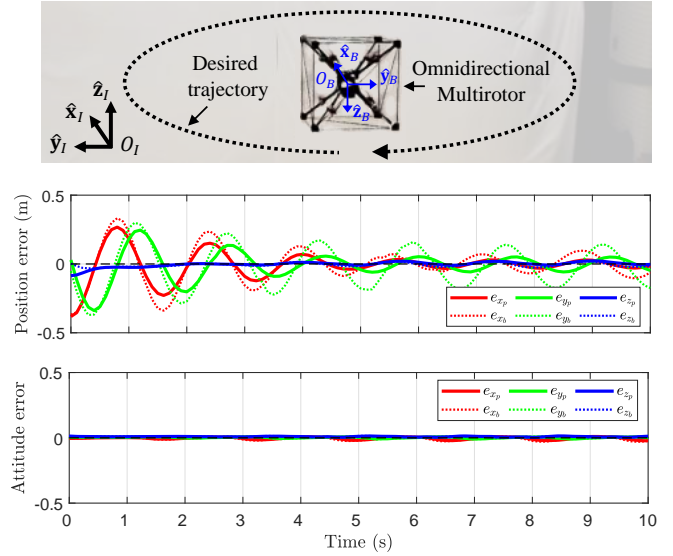 Desired
trajectory
x̂_B
O_B
ŷ_B
ẑ_B
Omnidirectional
Multirotor
ẑ_I
x̂_I
ŷ_I
O_I
Position error (m)
0.5
0
-0.5
e_{x_p} e_{y_p} e_{z_p}
e_{x_b} e_{y_b} e_{z_b}
Attitude error
0.5
0
-0.5
e_{x_p} e_{y_p} e_{z_p}
e_{x_b} e_{y_b} e_{z_b}
0 1 2 3 4 5 6 7 8 9 10
Time (s)